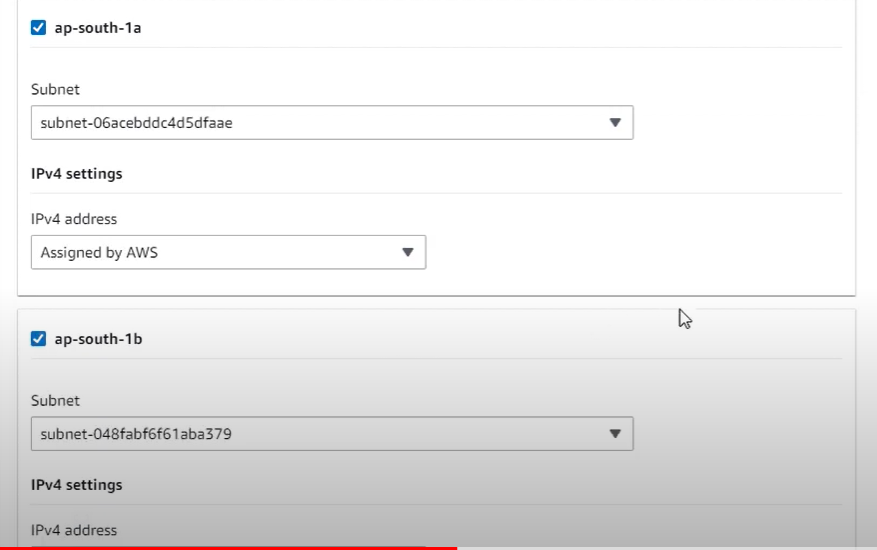 ap-south-1a
Subnet
subnet-06acebddc4d5dfaae
IPv4 settings
IPv4 address
Assigned by AWS
ap-south-1b
Subnet
subnet-048fabf6f61aba379
IPv4 settings
IPv4 address